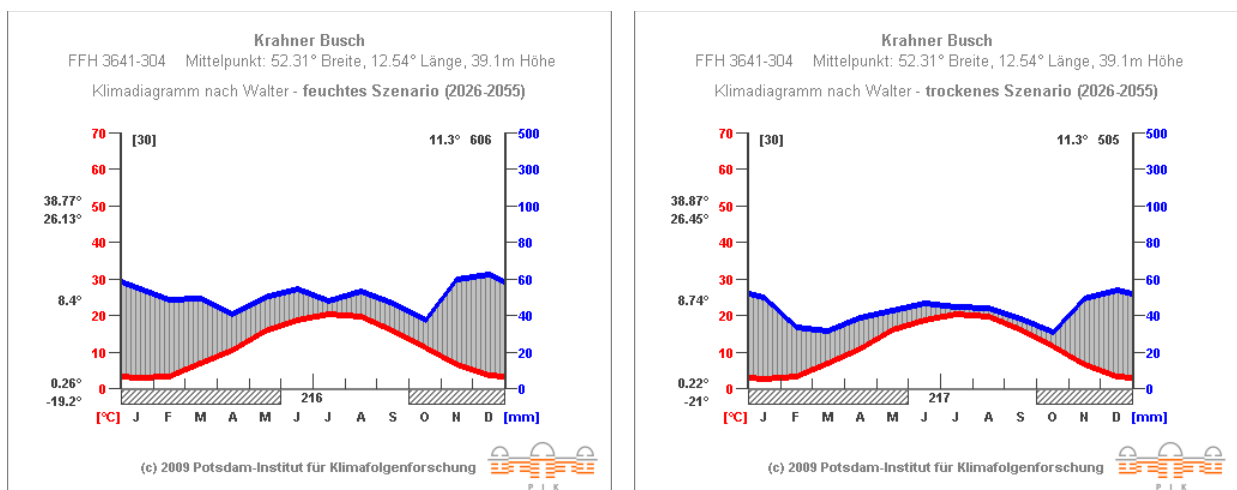 Krahner Busch
FFH 3641-304 Mittelpunkt: 52.31° Breite, 12.54° Länge, 39.1m Höhe
Klimadiagramm nach Walter - feuchtes Szenario (2026-2055)
70 [30] 11.3° 606 500
60 300
38.77°
50 100
26.13°
40 80
30 60
8.4°
20 40
10 20
0.26° 0 0
-19.2° 216
[°C] J F M A M J J A S O N D [mm]
(c) 2009 Potsdam-Institut für Klimafolgenforschung
P I K
Krahner Busch
FFH 3641-304 Mittelpunkt: 52.31° Breite, 12.54° Länge, 39.1m Höhe
Klimadiagramm nach Walter - trockenes Szenario (2026-2055)
70 [30] 11.3° 505 500
60 300
38.87°
50 100
26.45°
40 80
30 60
8.74°
20 40
10 20
0.22° 0 0
-21° 217
[°C] J F M A M J J A S O N D [mm]
(c) 2009 Potsdam-Institut für Klimafolgenforschung
P I K